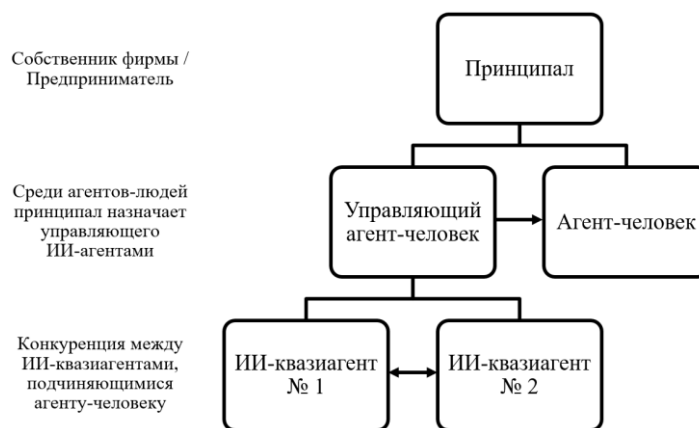 Собственник фирмы /
Предприниматель
Принципал
Среди агентов-людей
принципал назначает
управляющего
ИИ-агентами
Управляющий
агент-человек
Агент-человек
Конкуренция между
ИИ-квазиагентами,
подчиняющимися
агенту-человеку
ИИ-квазиагент
№ 1
ИИ-квазиагент
№ 2